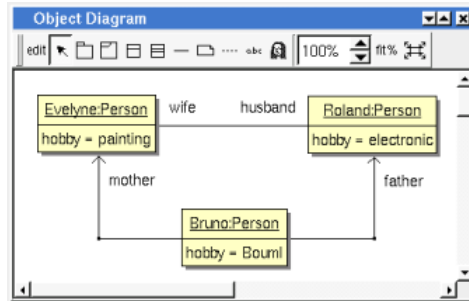 Object Diagram
edit abc 100% fit%
Evelyne:Person wife husband Roland:Person
hobby = painting hobby = electronic
mother father
Bruno:Person
hobby = Bouml